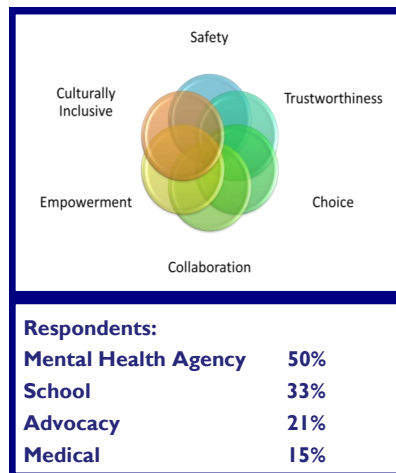 Safety
Culturally
Inclusive
Trustworthiness
Empowerment
Choice
Collaboration
Respondents:
Mental Health Agency 50%
School 33%
Advocacy 21%
Medical 15%